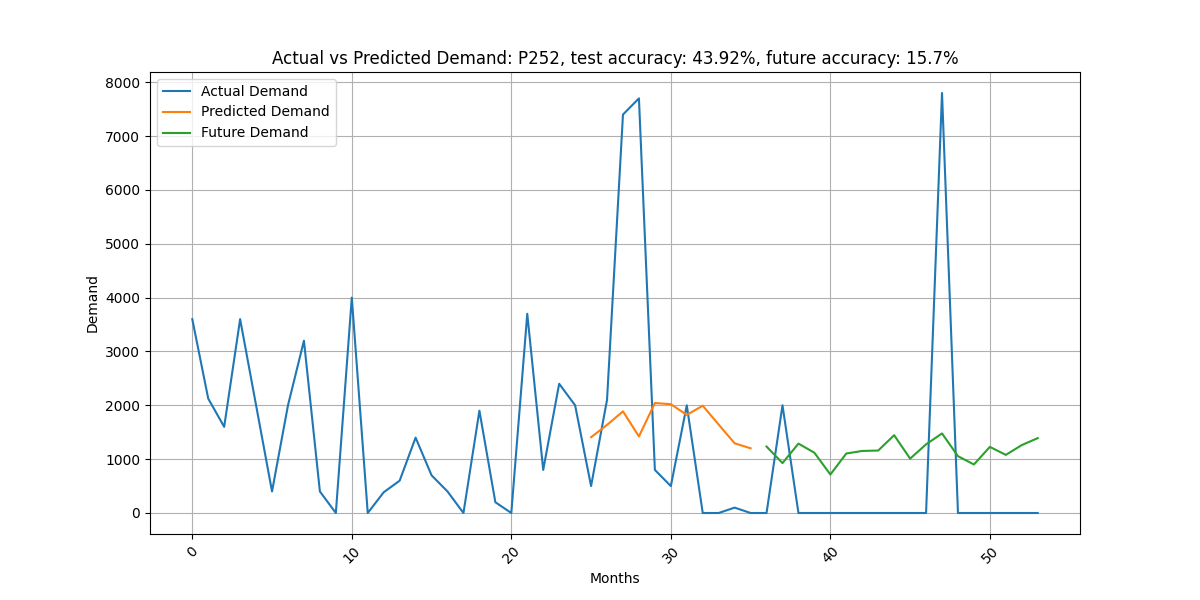 Actual vs Predicted Demand: P252, test accuracy: 43.92%, future accuracy: 15.7%
Actual Demand
Predicted Demand
Future Demand
8000
7000
6000
5000
4000
3000
2000
1000
0
Demand
0
10
20
30
40
50
Months